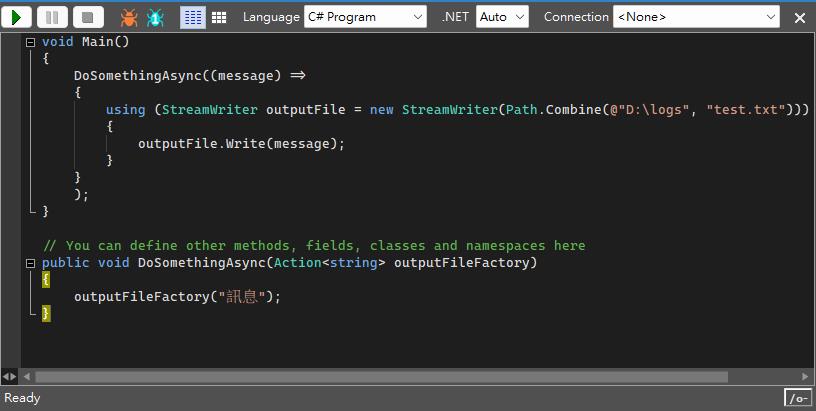 Language C# Program .NET Auto Connection <None>
void Main()
{
DoSomethingAsync((message) =>
{
using (StreamWriter outputFile = new StreamWriter(Path.Combine(@"D:\logs", "test.txt")))
{
outputFile.Write(message);
}
}
);
}
// You can define other methods, fields, classes and namespaces here
public void DoSomethingAsync(Action<string> outputFileFactory)
{
outputFileFactory("訊息");
}
Ready /o-